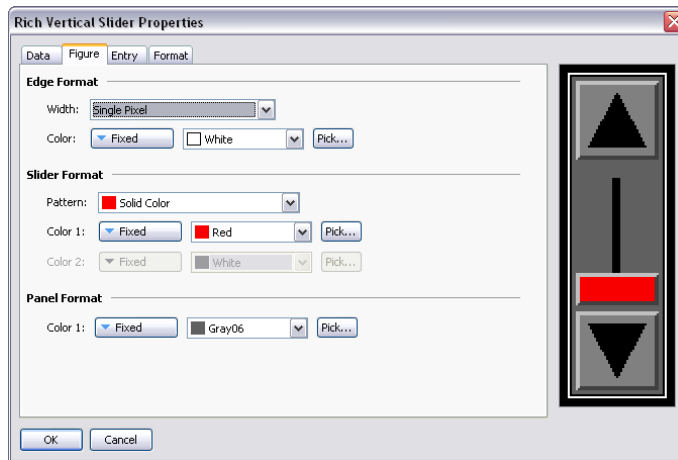 Rich Vertical Slider Properties
Data Figure Entry Format
Edge Format
Width: Single Pixel
Color: Fixed White Pick...
Slider Format
Pattern: Solid Color
Color 1: Fixed Red Pick...
Color 2: Fixed White Pick...
Panel Format
Color 1: Fixed Gray06 Pick...
OK Cancel